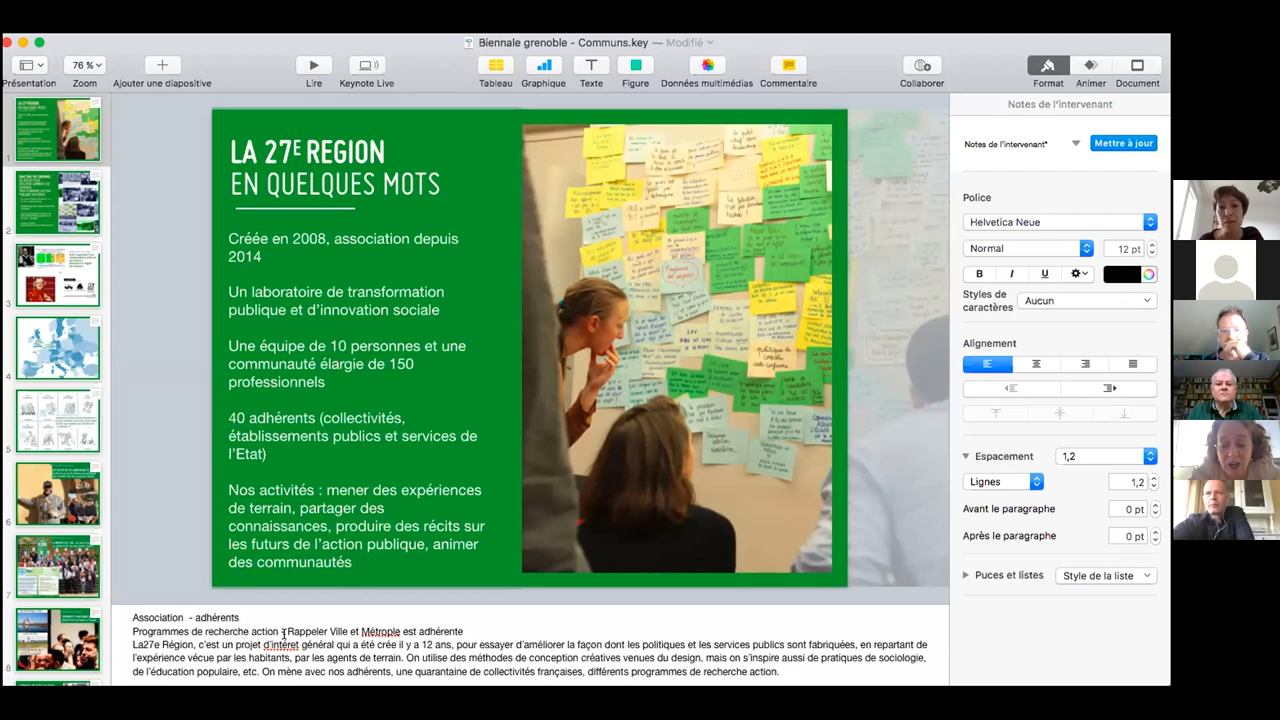 Biennale grenoble - Communs.key — Modifié
76 %
Présentation
Zoom
Ajouter une diapositive
Lire
Keynote Live
Tableau
Graphique
Texte
Figure
Données multimédias
Commentaire
Collaborer
Format
Animer
Document
1
2
3
4
5
6
7
8
LA 27E REGION
EN QUELQUES MOTS
Créée en 2008, association depuis
2014
Un laboratoire de transformation
publique et d'innovation sociale
Une équipe de 10 personnes et une
communauté élargie de 150
professionnels
40 adhérents (collectivités,
établissements publics et services de
l'Etat)
Nos activités : mener des expériences
de terrain, partager des
connaissances, produire des récits sur
les futurs de l'action publique, animer
des communautés
Association - adhérents
Programmes de recherche action - Rappeler Ville et Métrople est adhérente
La27e Région, c'est un projet d'intéret général qui a été crée il y a 12 ans, pour essayer d'améliorer la façon dont les politiques et les services publics sont fabriquées, en repartant de
l'expérience vécue par les habitants, par les agents de terrain. On utilise des méthodes de conception créatives venues du design, mais on s'inspire aussi de pratiques de sociologie,
de l'éducation populaire, etc. On mène avec nos adhérents, une quarantaine de collectivités françaises, différents programmes de recherche action.
Notes de l'intervenant
Notes de l'intervenant*
Mettre à jour
Police
Helvetica Neue
Normal
12 pt
B I U
Styles de
caractères
Aucun
Alignement
Espacement
1,2
Lignes
1,2
Avant le paragraphe
0 pt
Après le paragraphe
0 pt
Puces et listes
Style de la liste